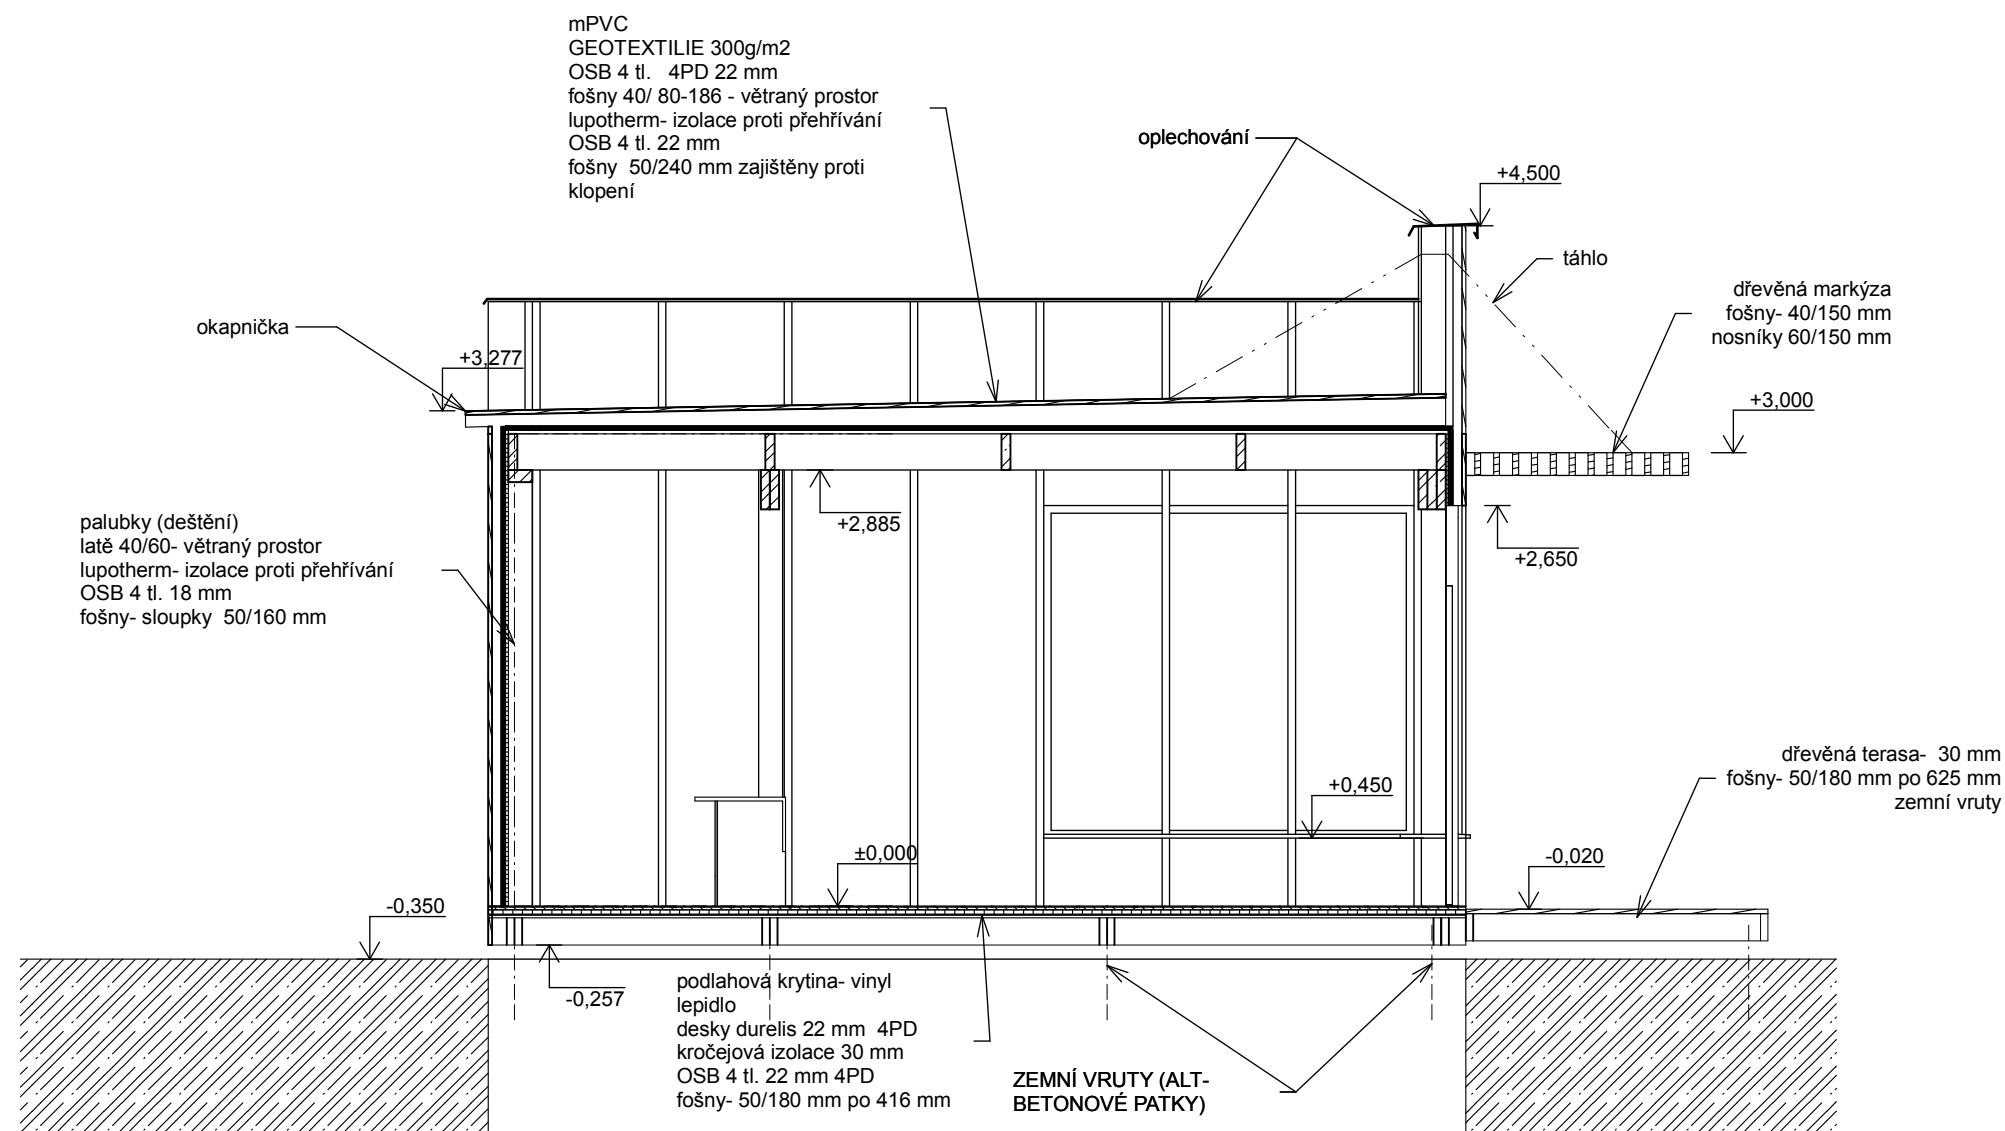 mPVC
GEOTEXTILIE 300g/m2
OSB 4 tl.   4PD 22 mm
fošny 40/ 80-186 - větraný prostor
lupotherm- izolace proti přehřívání
OSB 4 tl. 22 mm
fošny  50/240 mm zajištěny proti
klopení
oplechování
+4,500
táhlo
dřevěná markýza
fošny- 40/150 mm
nosníky 60/150 mm
okapnička
+3,277
+3,000
+2,885
+2,650
palubky (deštění)
latě 40/60- větraný prostor
lupotherm- izolace proti přehřívání
OSB 4 tl. 18 mm
fošny- sloupky  50/160 mm
dřevěná terasa-  30 mm
fošny- 50/180 mm po 625 mm
zemní vruty
+0,450
±0,000
-0,020
-0,350
-0,257
podlahová krytina- vinyl
lepidlo
desky durelis 22 mm  4PD
kročejová izolace 30 mm
OSB 4 tl. 22 mm 4PD
fošny- 50/180 mm po 416 mm
ZEMNÍ VRUTY (ALT-
BETONOVÉ PATKY)